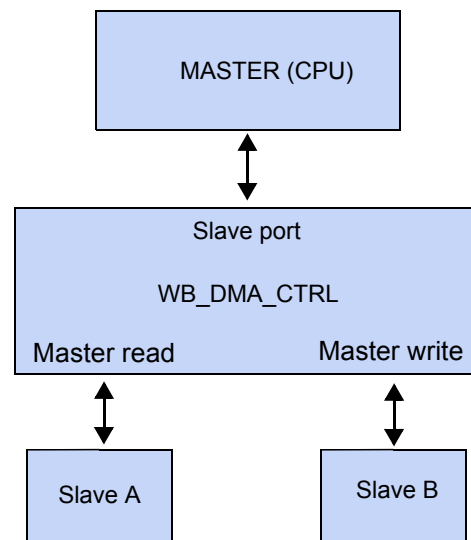 MASTER (CPU)
Slave port
WB_DMA_CTRL
Master read
Master write
Slave A
Slave B